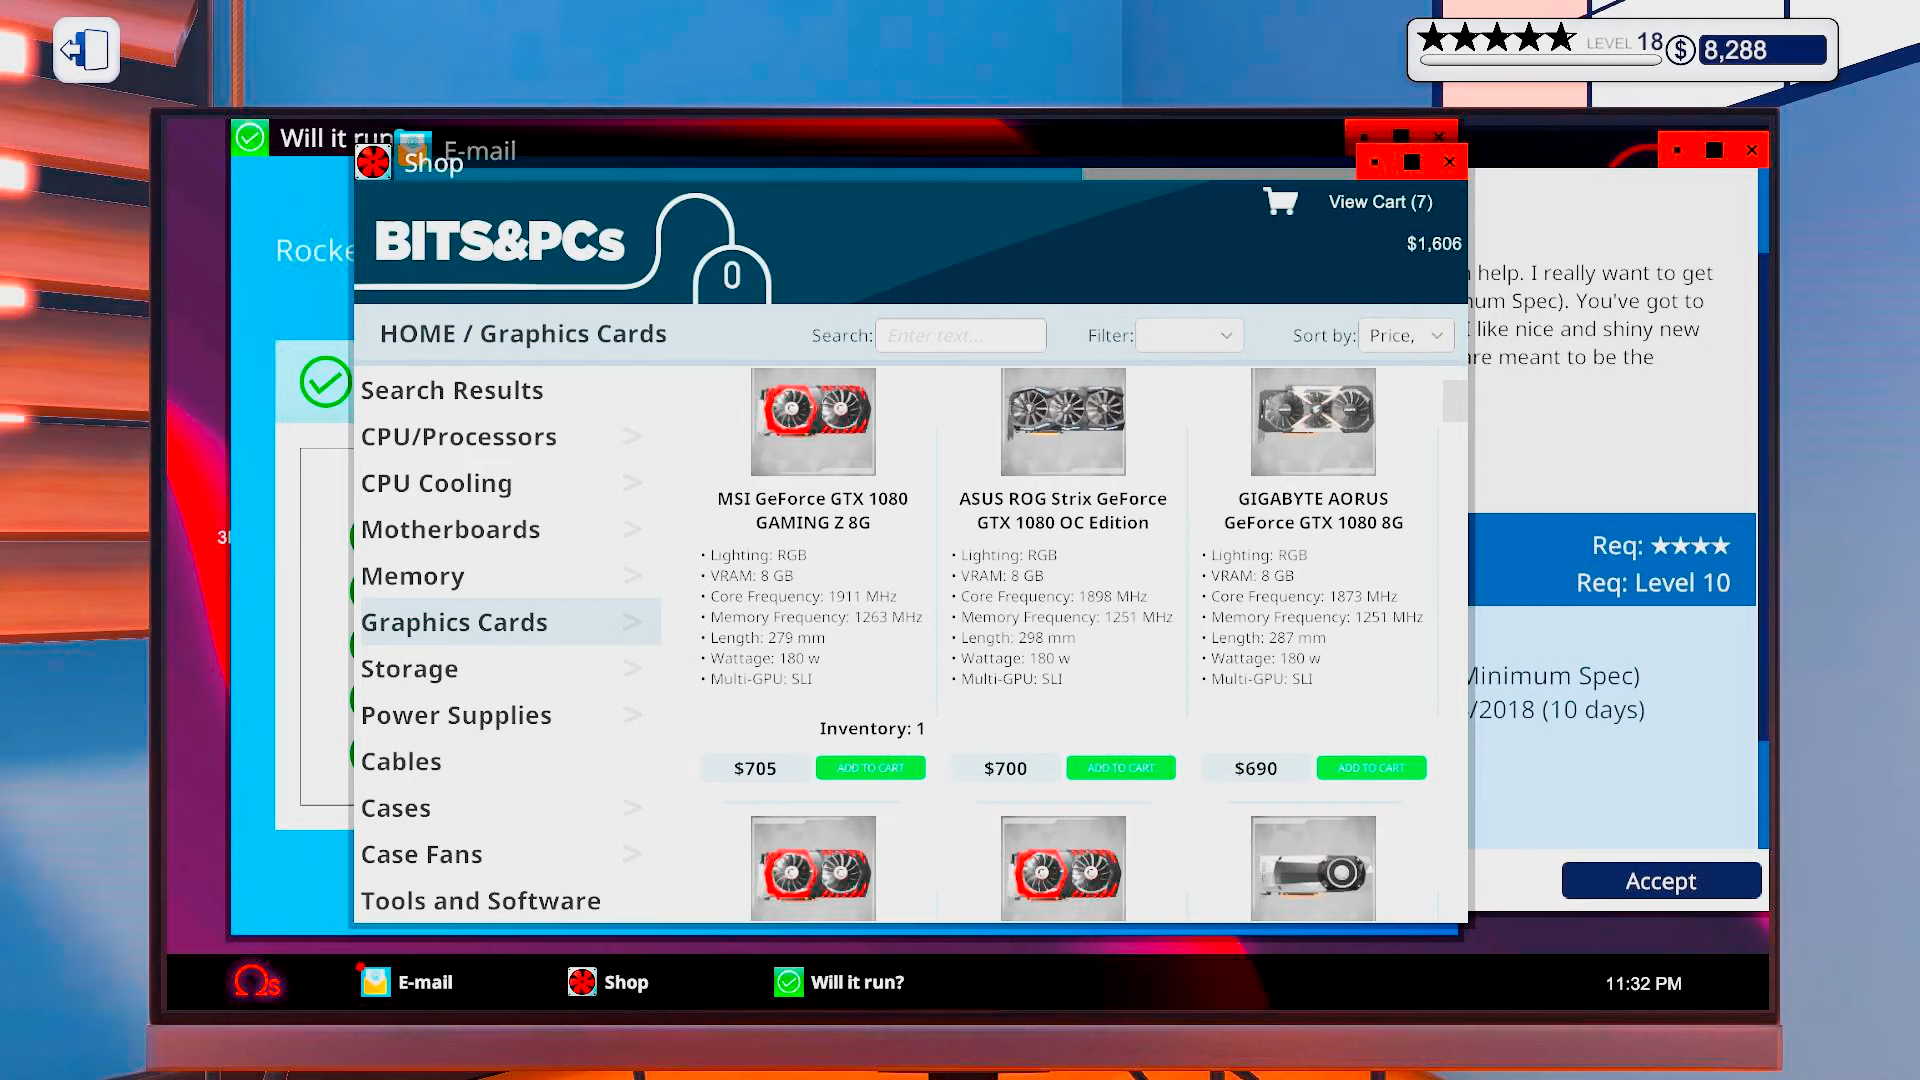 LEVEL 18
$ 8,288
Will it run?
E-mail
Shop
BITS&PCs
View Cart (7)
$1,606
HOME / Graphics Cards
Search: Enter text...
Filter:
Sort by: Price,
Search Results
CPU/Processors >
CPU Cooling >
Motherboards >
Memory >
Graphics Cards >
Storage >
Power Supplies >
Cables
Cases >
Case Fans >
Tools and Software
MSI GeForce GTX 1080
GAMING Z 8G
• Lighting: RGB
• VRAM: 8 GB
• Core Frequency: 1911 MHz
• Memory Frequency: 1263 MHz
• Length: 279 mm
• Wattage: 180 w
• Multi-GPU: SLI
Inventory: 1
$705 ADD TO CART
ASUS ROG Strix GeForce
GTX 1080 OC Edition
• Lighting: RGB
• VRAM: 8 GB
• Core Frequency: 1898 MHz
• Memory Frequency: 1251 MHz
• Length: 298 mm
• Wattage: 180 w
• Multi-GPU: SLI
$700 ADD TO CART
GIGABYTE AORUS
GeForce GTX 1080 8G
• Lighting: RGB
• VRAM: 8 GB
• Core Frequency: 1873 MHz
• Memory Frequency: 1251 MHz
• Length: 287 mm
• Wattage: 180 w
• Multi-GPU: SLI
$690 ADD TO CART
Rocke
help. I really want to get
um Spec). You've got to
like nice and shiny new
re meant to be the
Req: ★★★★
Req: Level 10
Minimum Spec)
/2018 (10 days)
Accept
Ωs
E-mail
Shop
Will it run?
11:32 PM